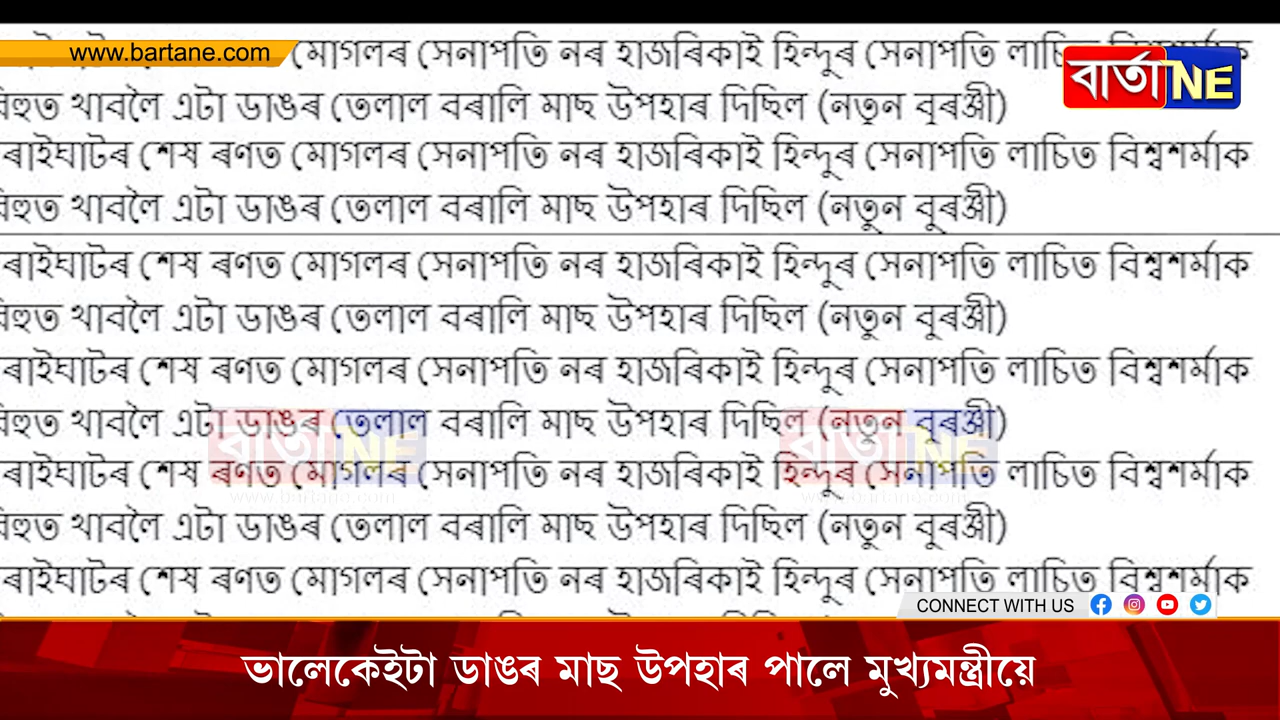 www.bartane.com
মোগলৰ সেনাপতি নৰ হাজৰিকাই হিন্দুৰ সেনাপতি লাচিত
বাৰ্তা NE
বিহুত থাবলৈ এটা ডাঙৰ তেলাল বৰালি মাছ উপহাৰ দিছিল (নতুন বুৰঞ্জী)
ৰাইঘাটৰ শেষ ৰণত মোগলৰ সেনাপতি নৰ হাজৰিকাই হিন্দুৰ সেনাপতি লাচিত বিশ্বশৰ্মাক
বিহুত থাবলৈ এটা ডাঙৰ তেলাল বৰালি মাছ উপহাৰ দিছিল (নতুন বুৰঞ্জী)
ৰাইঘাটৰ শেষ ৰণত মোগলৰ সেনাপতি নৰ হাজৰিকাই হিন্দুৰ সেনাপতি লাচিত বিশ্বশৰ্মাক
বিহুত থাবলৈ এটা ডাঙৰ তেলাল বৰালি মাছ উপহাৰ দিছিল (নতুন বুৰঞ্জী)
ৰাইঘাটৰ শেষ ৰণত মোগলৰ সেনাপতি নৰ হাজৰিকাই হিন্দুৰ সেনাপতি লাচিত বিশ্বশৰ্মাক
বিহুত থাবলৈ এটা ডাঙৰ তেলাল বৰালি মাছ উপহাৰ দিছিল (নতুন বুৰঞ্জী)
ৰাইঘাটৰ শেষ ৰণত মোগলৰ সেনাপতি নৰ হাজৰিকাই হিন্দুৰ সেনাপতি লাচিত বিশ্বশৰ্মাক
বিহুত থাবলৈ এটা ডাঙৰ তেলাল বৰালি মাছ উপহাৰ দিছিল (নতুন বুৰঞ্জী)
ৰাইঘাটৰ শেষ ৰণত মোগলৰ সেনাপতি নৰ হাজৰিকাই হিন্দুৰ সেনাপতি লাচিত বিশ্বশৰ্মাক
CONNECT WITH US
ভালেকেইটা ডাঙৰ মাছ উপহাৰ পালে মুখ্যমন্ত্ৰীয়ে